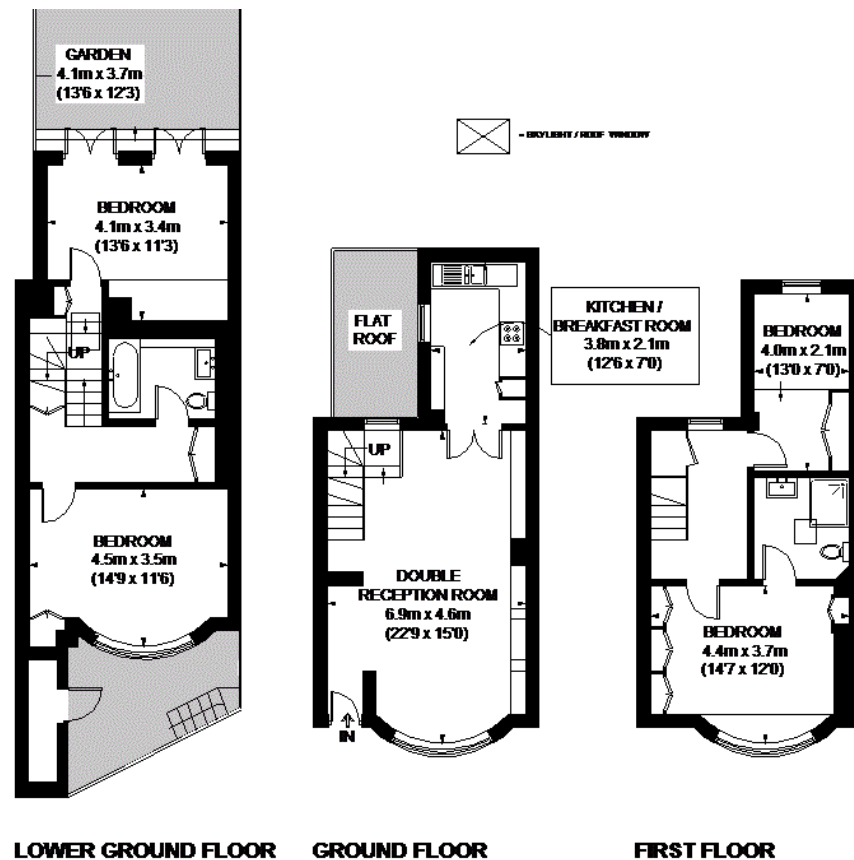 GARDEN
4.1m x 3.7m
(13'6 x 12'3)
- DAYLIGHT / ROOF WINDOW
BEDROOM
4.1m x 3.4m
(13'6 x 11'3)
UP
BEDROOM
4.5m x 3.5m
(14'9 x 11'6)
FLAT
ROOF
KITCHEN /
BREAKFAST ROOM
3.8m x 2.1m
(12'6 x 7'0)
UP
DOUBLE
RECEPTION ROOM
6.9m x 4.6m
(22'9 x 15'0)
IN
BEDROOM
4.0m x 2.1m
(13'0 x 7'0)
BEDROOM
4.4m x 3.7m
(14'7 x 12'0)
LOWER GROUND FLOOR
GROUND FLOOR
FIRST FLOOR